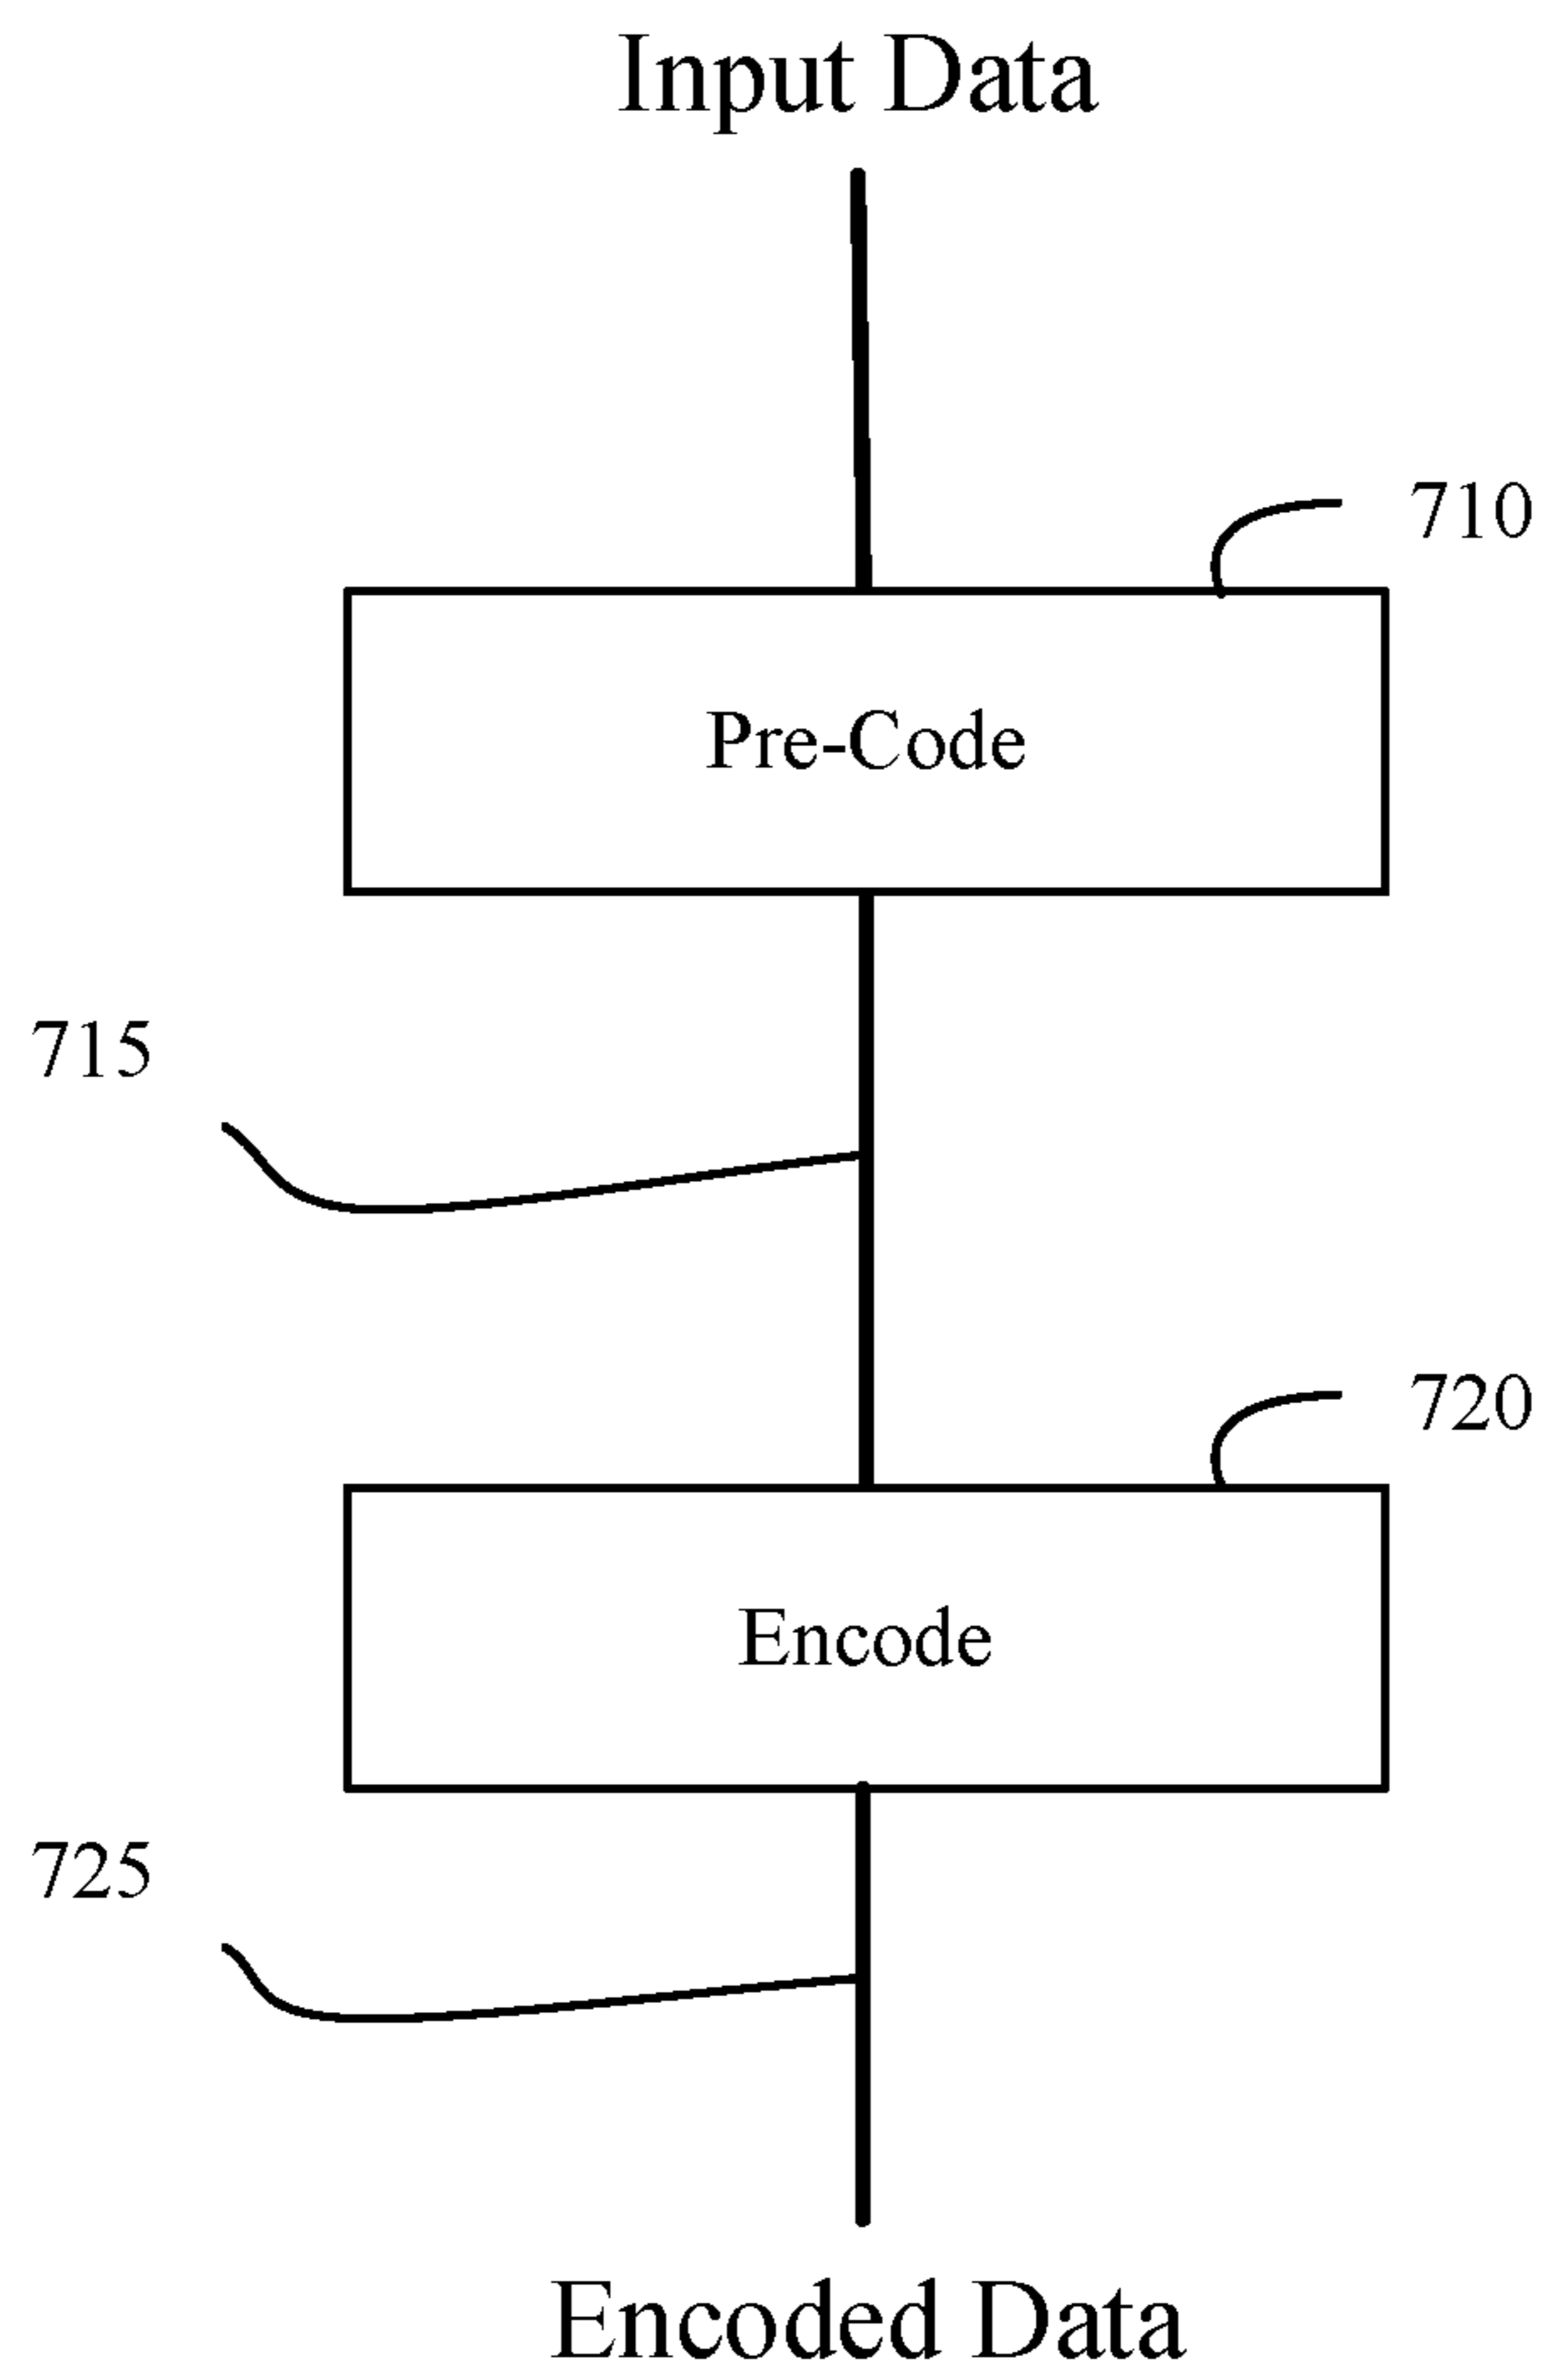 Input Data
710
Pre-Code
715
720
Encode
725
Encoded Data